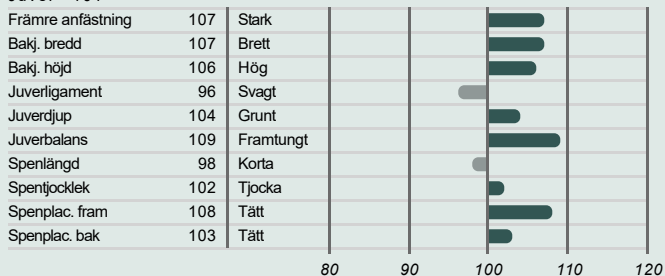 Främre anfästning 107 Stark
Bakj. bredd 107 Brett
Bakj. höjd 106 Hög
Juverligament 96 Svagt
Juverdjup 104 Grunt
Juverbalans 109 Framtungt
Spenlängd 98 Korta
Spentjocklek 102 Tjocka
Spenplac. fram 108 Tätt
Spenplac. bak 103 Tätt
80 90 100 110 120